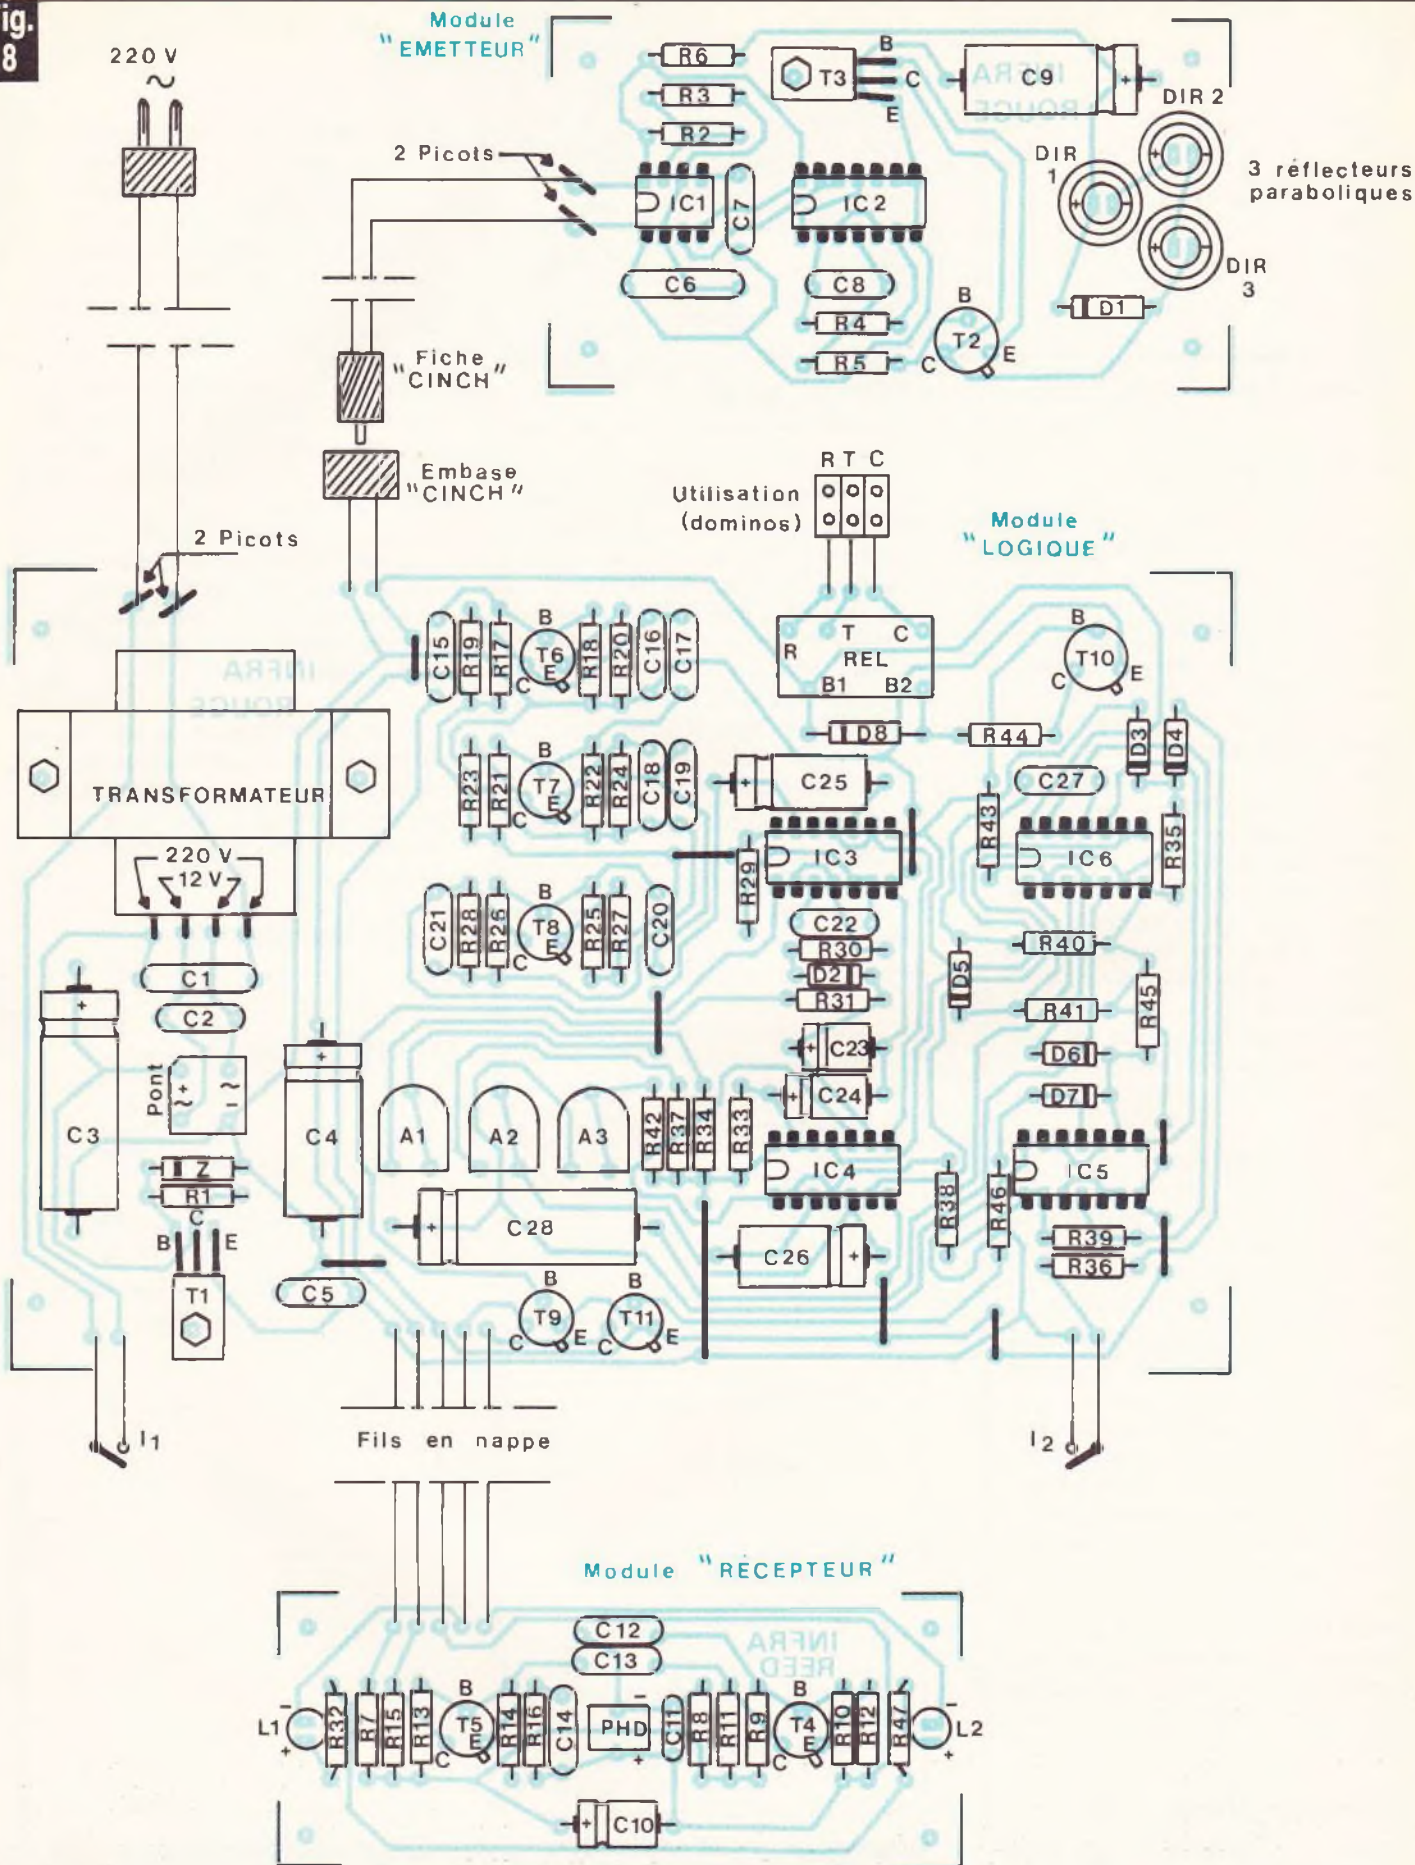 ig.
8
220 V
~
Module
"EMETTEUR"
R6
R3
R2
T3
B
C
E
INFRA
ROUGE
C9
+
DIR 2
DIR
1
DIR
3
3 réflecteurs
paraboliques
2 Picots
IC1
C7
IC2
C6
C8
R4
R5
B
T2
C
E
D1
Fiche
"CINCH"
Embase
"CINCH"
R T C
Utilisation
(dominos)
Module
"LOGIQUE"
2 Picots
INFRA
ROUGE
C15
R19
R17
B
T6
E
C
R18
R20
C16
C17
R
T
C
REL
B1
B2
B
T10
C
E
D8
R44
D3
D4
TRANSFORMATEUR
220 V
12 V
R23
R21
B
T7
E
C
R22
R24
C18
C19
+
C25
C27
R43
R29
IC3
IC6
R35
C21
R28
R26
B
T8
E
C
R25
R27
C20
C22
R30
D2
R31
D5
R40
R41
R45
C1
C2
+
C3
Pont
+
~
~
-
Z
R1
C
B
E
T1
+
C4
C5
A1
A2
A3
R42
R37
R34
R33
+
C23
+
C24
D6
D7
IC4
IC5
R38
R46
R39
R36
+
C28
C26
+
B
T9
C
E
B
T11
C
E
I1
I2
Fils en nappe
Module "RÉCEPTEUR"
C12
C13
INFRA
REED
L1
-
+
R32
R7
R15
R13
B
T5
E
C
R14
R16
C14
-
PHD
+
C11
R8
R11
R9
B
T4
E
C
R10
R12
R47
-
L2
+
+
C10